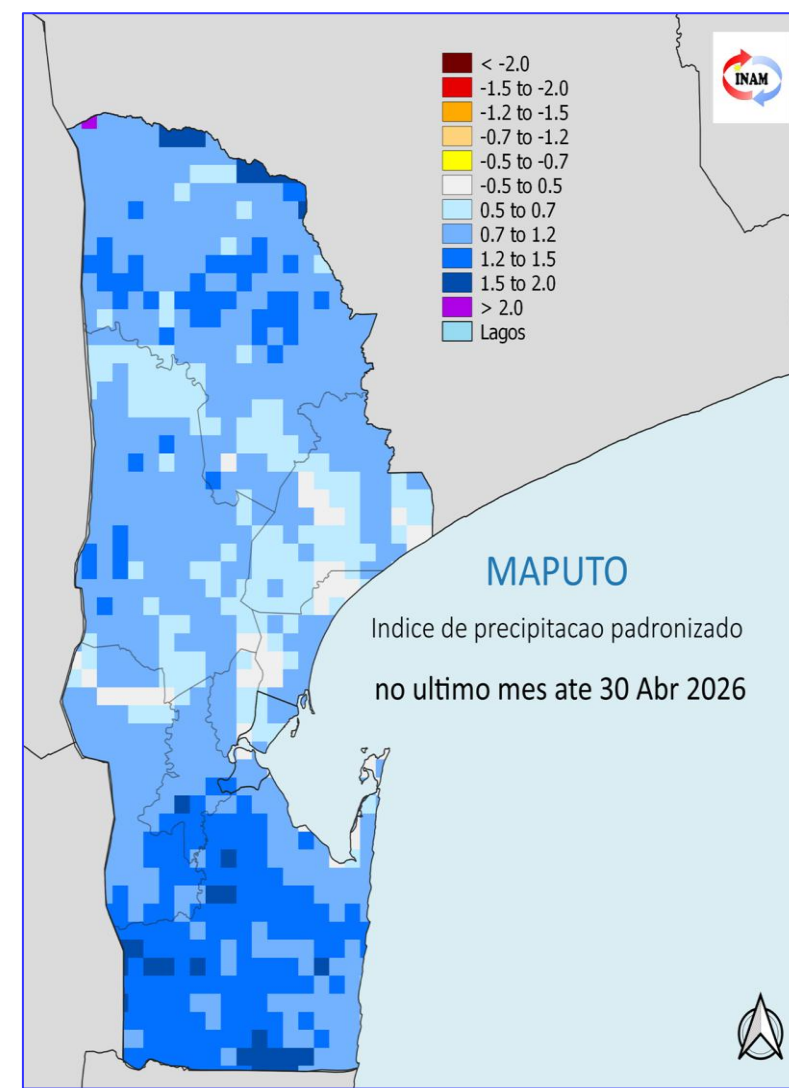 < -2.0
-1.5 to -2.0
-1.2 to -1.5
-0.7 to -1.2
-0.5 to -0.7
-0.5 to 0.5
0.5 to 0.7
0.7 to 1.2
1.2 to 1.5
1.5 to 2.0
> 2.0
Lagos
INAM
MAPUTO
Indice de precipitacao padronizado
no ultimo mes ate 30 Abr 2026